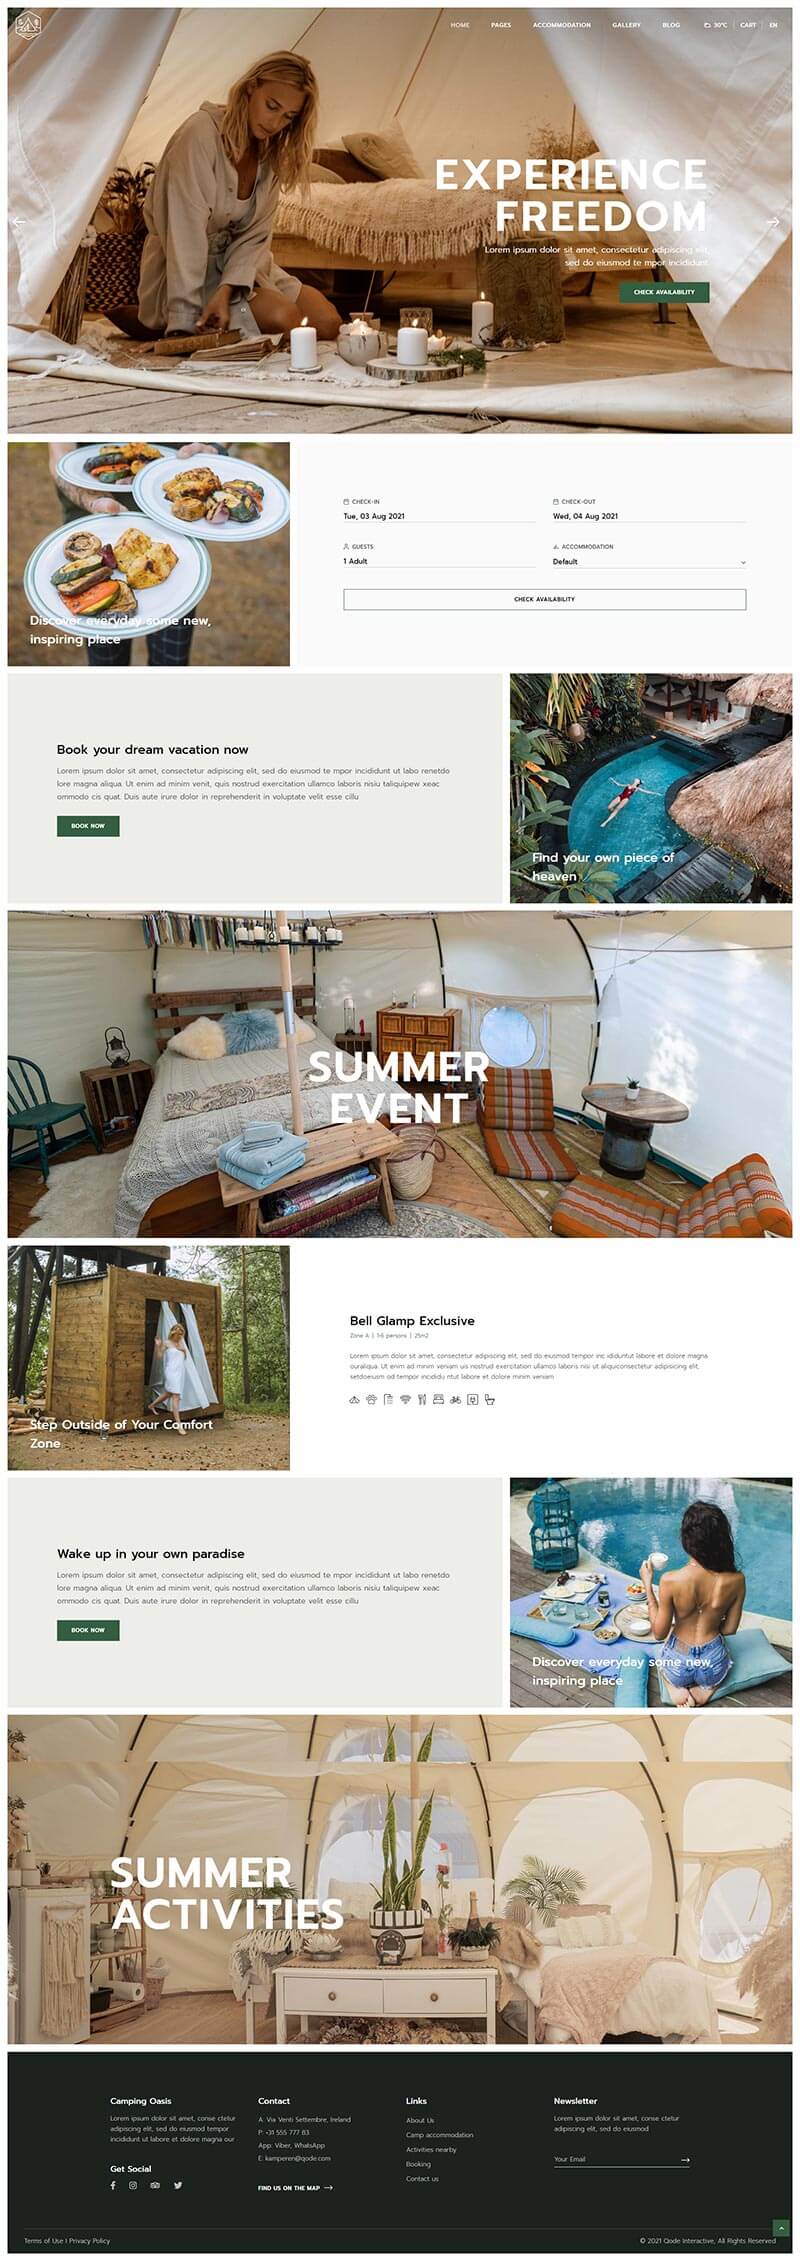 HOME PAGES ACCOMMODATION GALLERY BLOG 30°C CART EN
EXPERIENCE
FREEDOM
Lorem ipsum dolor sit amet, consectetur adipiscing elit,
sed do eiusmod te mpor incididunt
CHECK AVAILABILITY
Discover everyday some new,
inspiring place
CHECK-IN
Tue, 03 Aug 2021
CHECK-OUT
Wed, 04 Aug 2021
GUESTS
1 Adult
ACCOMMODATION
Default
CHECK AVAILABILITY
Book your dream vacation now
Lorem ipsum dolor sit amet, consectetur adipiscing elit, sed do eiusmod te mpor incididunt ut labo renetdo
lore magna aliqua. Ut enim ad minim venit, quis nostrud exercitation ullamco laboris nisiu taliquipew xeac
ommodo cis quat. Duis aute irure dolor in reprehenderit in voluptate velit esse cillu
BOOK NOW
Find your own piece of
heaven
SUMMER
EVENT
Step Outside of Your Comfort
Zone
Bell Glamp Exclusive
Zone A | 1-6 persons | 25m2
Lorem ipsum dolor sit amet, consectetur adipiscing elit, sed do eiusmod tempor inc ididuntut labore et dolore magna
ouraliqua. Ut enim ad minim veniam uis nostrud exercitation ullamco laboris nisi ut aliquiconsectetur adipisicing elit,
setdoeiusm od tempor incididu ntut labore et dolore minim veniam
Wake up in your own paradise
Lorem ipsum dolor sit amet, consectetur adipiscing elit, sed do eiusmod te mpor incididunt ut labo renetdo
lore magna aliqua. Ut enim ad minim venit, quis nostrud exercitation ullamco laboris nisiu taliquipew xeac
ommodo cis quat. Duis aute irure dolor in reprehenderit in voluptate velit esse cillu
BOOK NOW
Discover everyday some new,
inspiring place
SUMMER
ACTIVITIES
Camping Oasis
Lorem ipsum dolor sit amet, conse ctetur
adipiscing elit, sed do eiusmod tempor
incididunt ut labore et dolore magna our
Get Social
Contact
A: Via Venti Settembre, Ireland
P: +31 555 777 83
App: Viber, WhatsApp
E: kamperen@qode.com
FIND US ON THE MAP
Links
About Us
Camp accommodation
Activities nearby
Booking
Contact us
Newsletter
Lorem ipsum dolor sit amet, consectetur
adipiscing elit, sed do eiusmod
Your Email
Terms of Use I Privacy Policy
© 2021 Qode Interactive, All Rights Reserved